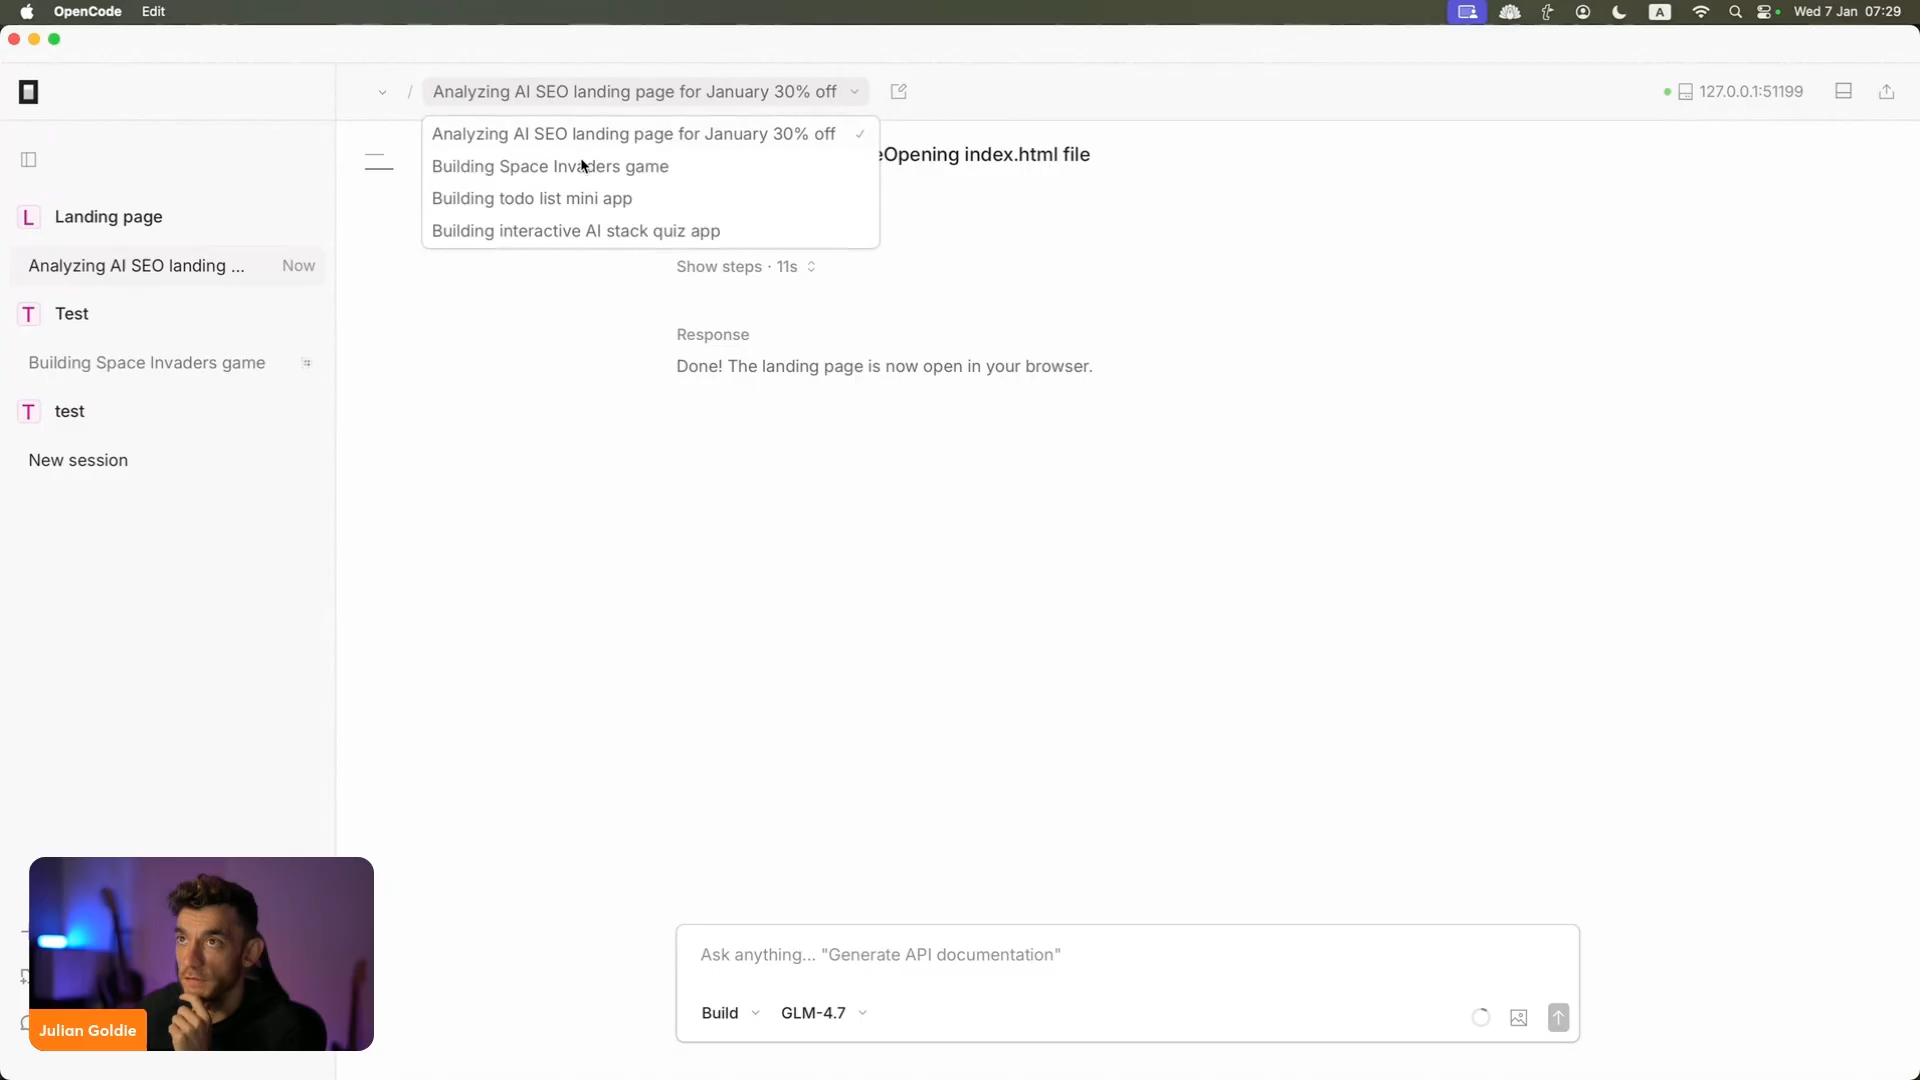 OpenCode Edit
A Wed 7 Jan 07:29
/ Analyzing AI SEO landing page for January 30% off
127.0.0.1:51199
Analyzing AI SEO landing page for January 30% off
Building Space Invaders game
Building todo list mini app
Building interactive AI stack quiz app
Opening index.html file
L Landing page
Analyzing AI SEO landing ... Now
T Test
Building Space Invaders game
T test
New session
Show steps · 11s
Response
Done! The landing page is now open in your browser.
Ask anything... "Generate API documentation"
Build GLM-4.7
Julian Goldie